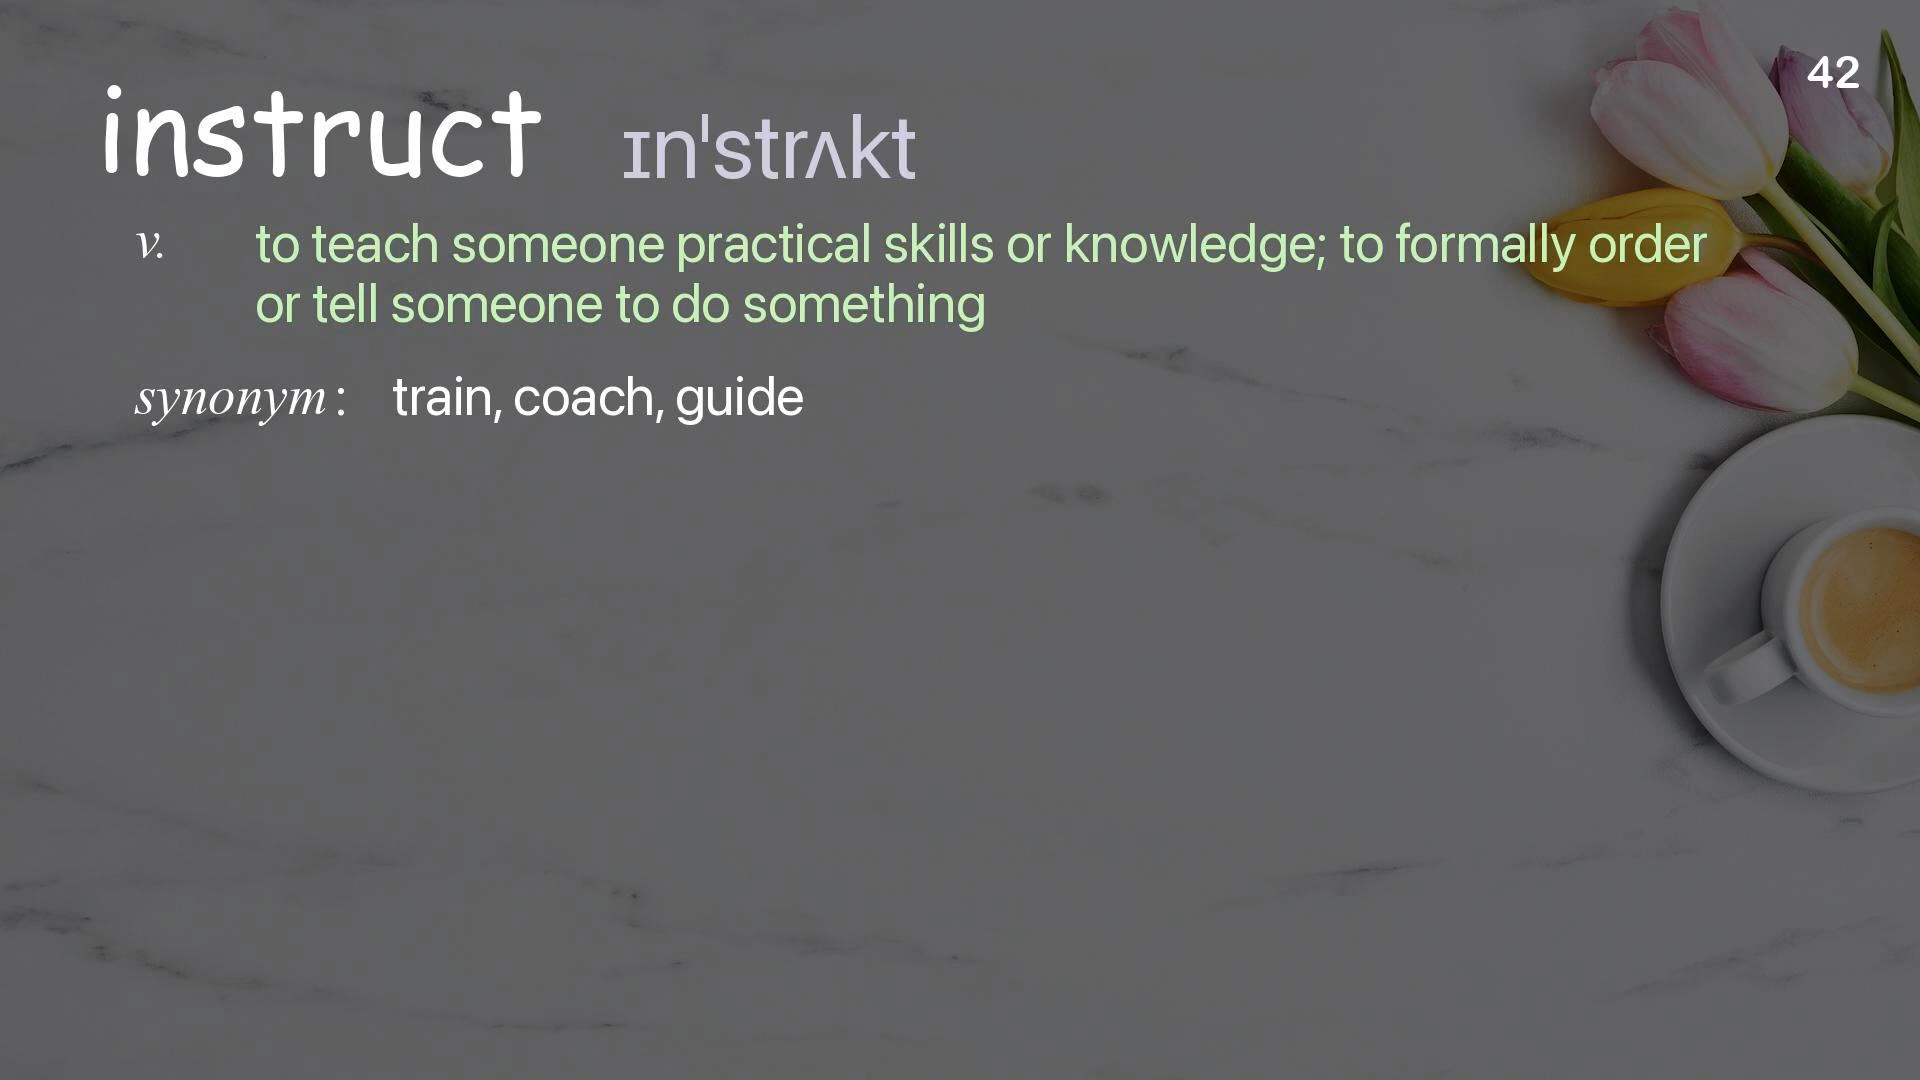 42
instruct ɪnˈstrʌkt
v. to teach someone practical skills or knowledge; to formally order
or tell someone to do something
synonym : train, coach, guide